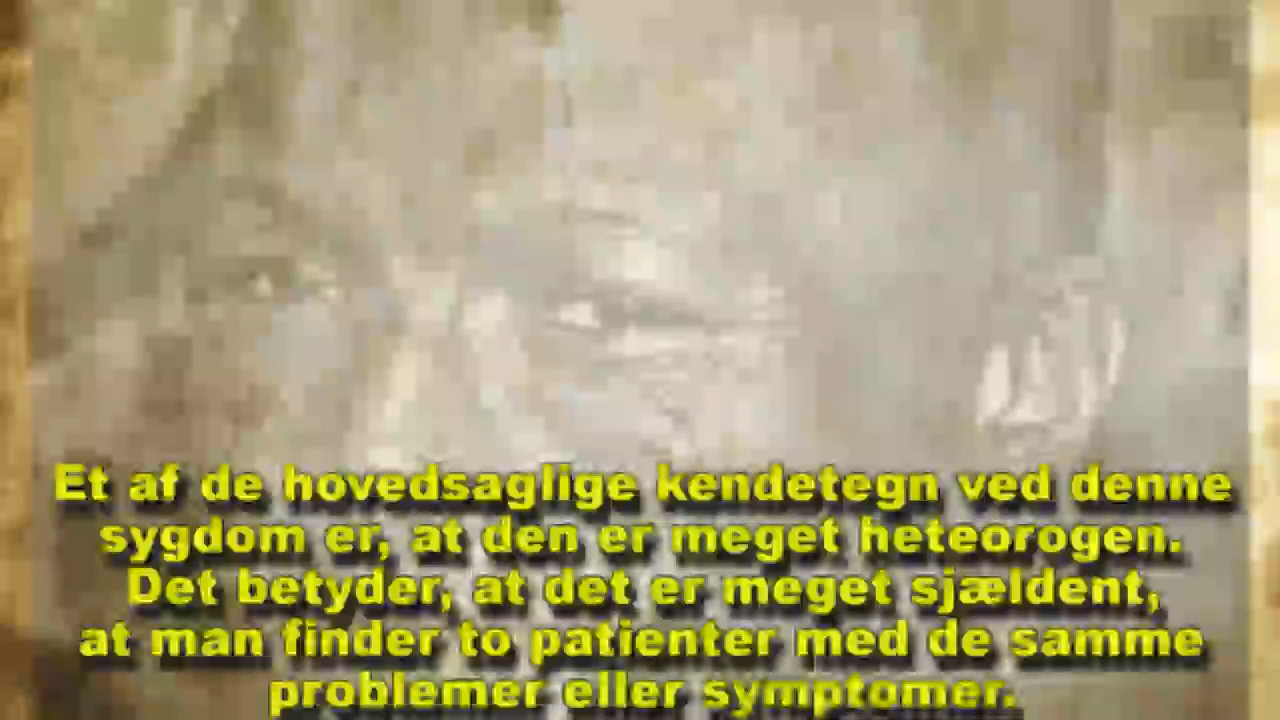 Et af de hovedsaglige kendetegn ved denne
sygdom er, at den er meget heteorogen.
Det betyder, at det er meget sjældent,
at man finder to patienter med de samme
problemer eller symptomer.